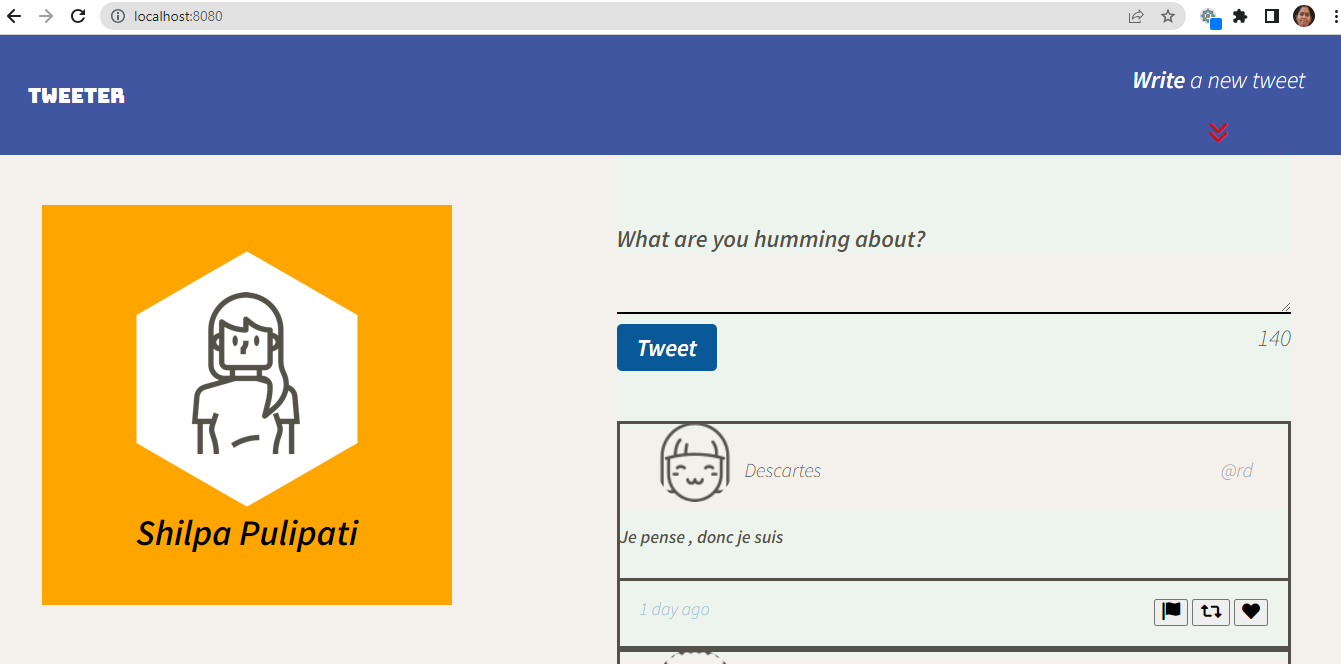 localhost:8080
TWEETER
Write a new tweet
What are you humming about?
Tweet
140
Shilpa Pulipati
Descartes
@rd
Je pense , donc je suis
1 day ago